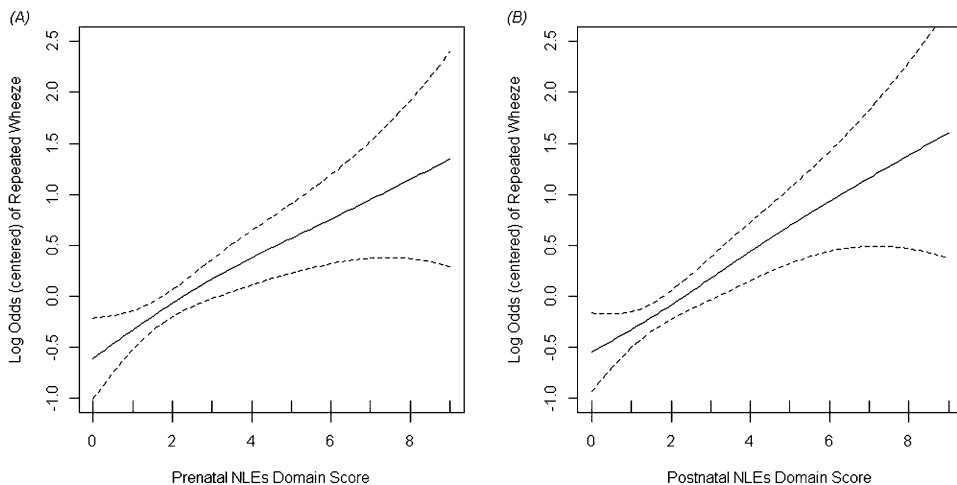 (A)
Log Odds (centered) of Repeated Wheeze
2.5
2.0
1.5
1.0
0.5
0.0
-0.5
-1.0
0 2 4 6 8
Prenatal NLEs Domain Score
(B)
Log Odds (centered) of Repeated Wheeze
2.5
2.0
1.5
1.0
0.5
0.0
-0.5
-1.0
0 2 4 6 8
Postnatal NLEs Domain Score